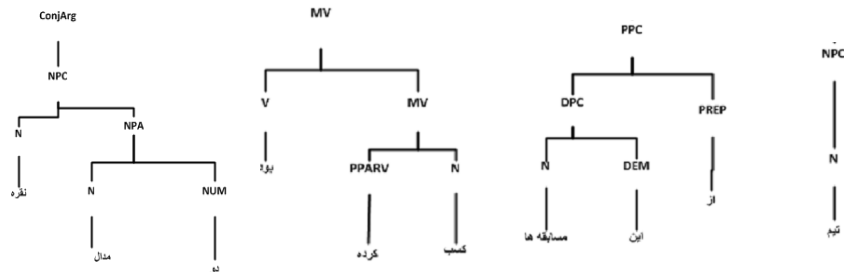 ConjArg MV PPC NPC
NPC
N NPA V MV DPC PREP N
نقره N NUM بود PPARV N N DEM از تیم
مدال دو کرده کسب مسابقه ها این